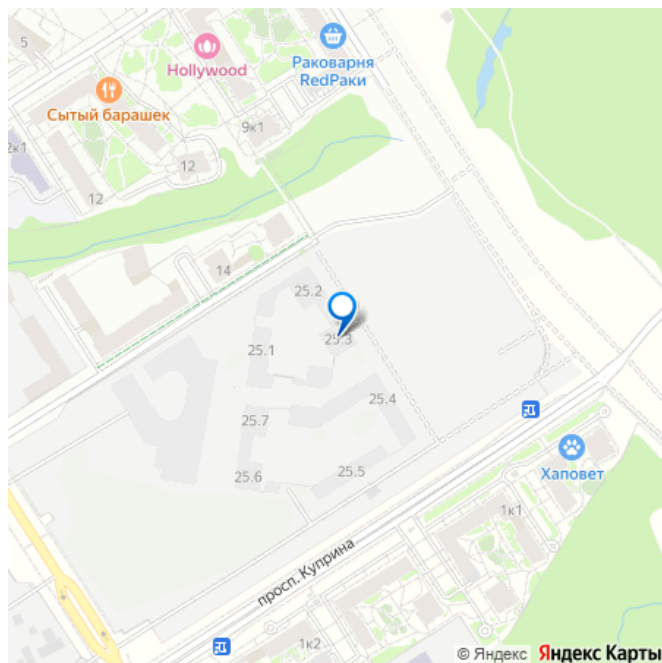 5
Hollywood
Раковарня
RedРаки
Сытый барашек
9к1
2к1
12
12
14
25.2
25.3
25.1
25.4
25.7
25.6
25.5
Хаповет
1к1
просп. Куприна
1к2
© Яндекс Яндекс Карты